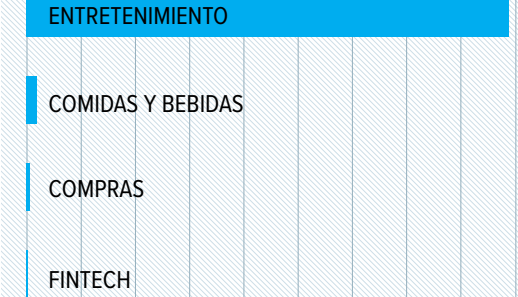 ENTRETENIMIENTO
COMIDAS Y BEBIDAS
COMPRAS
FINTECH